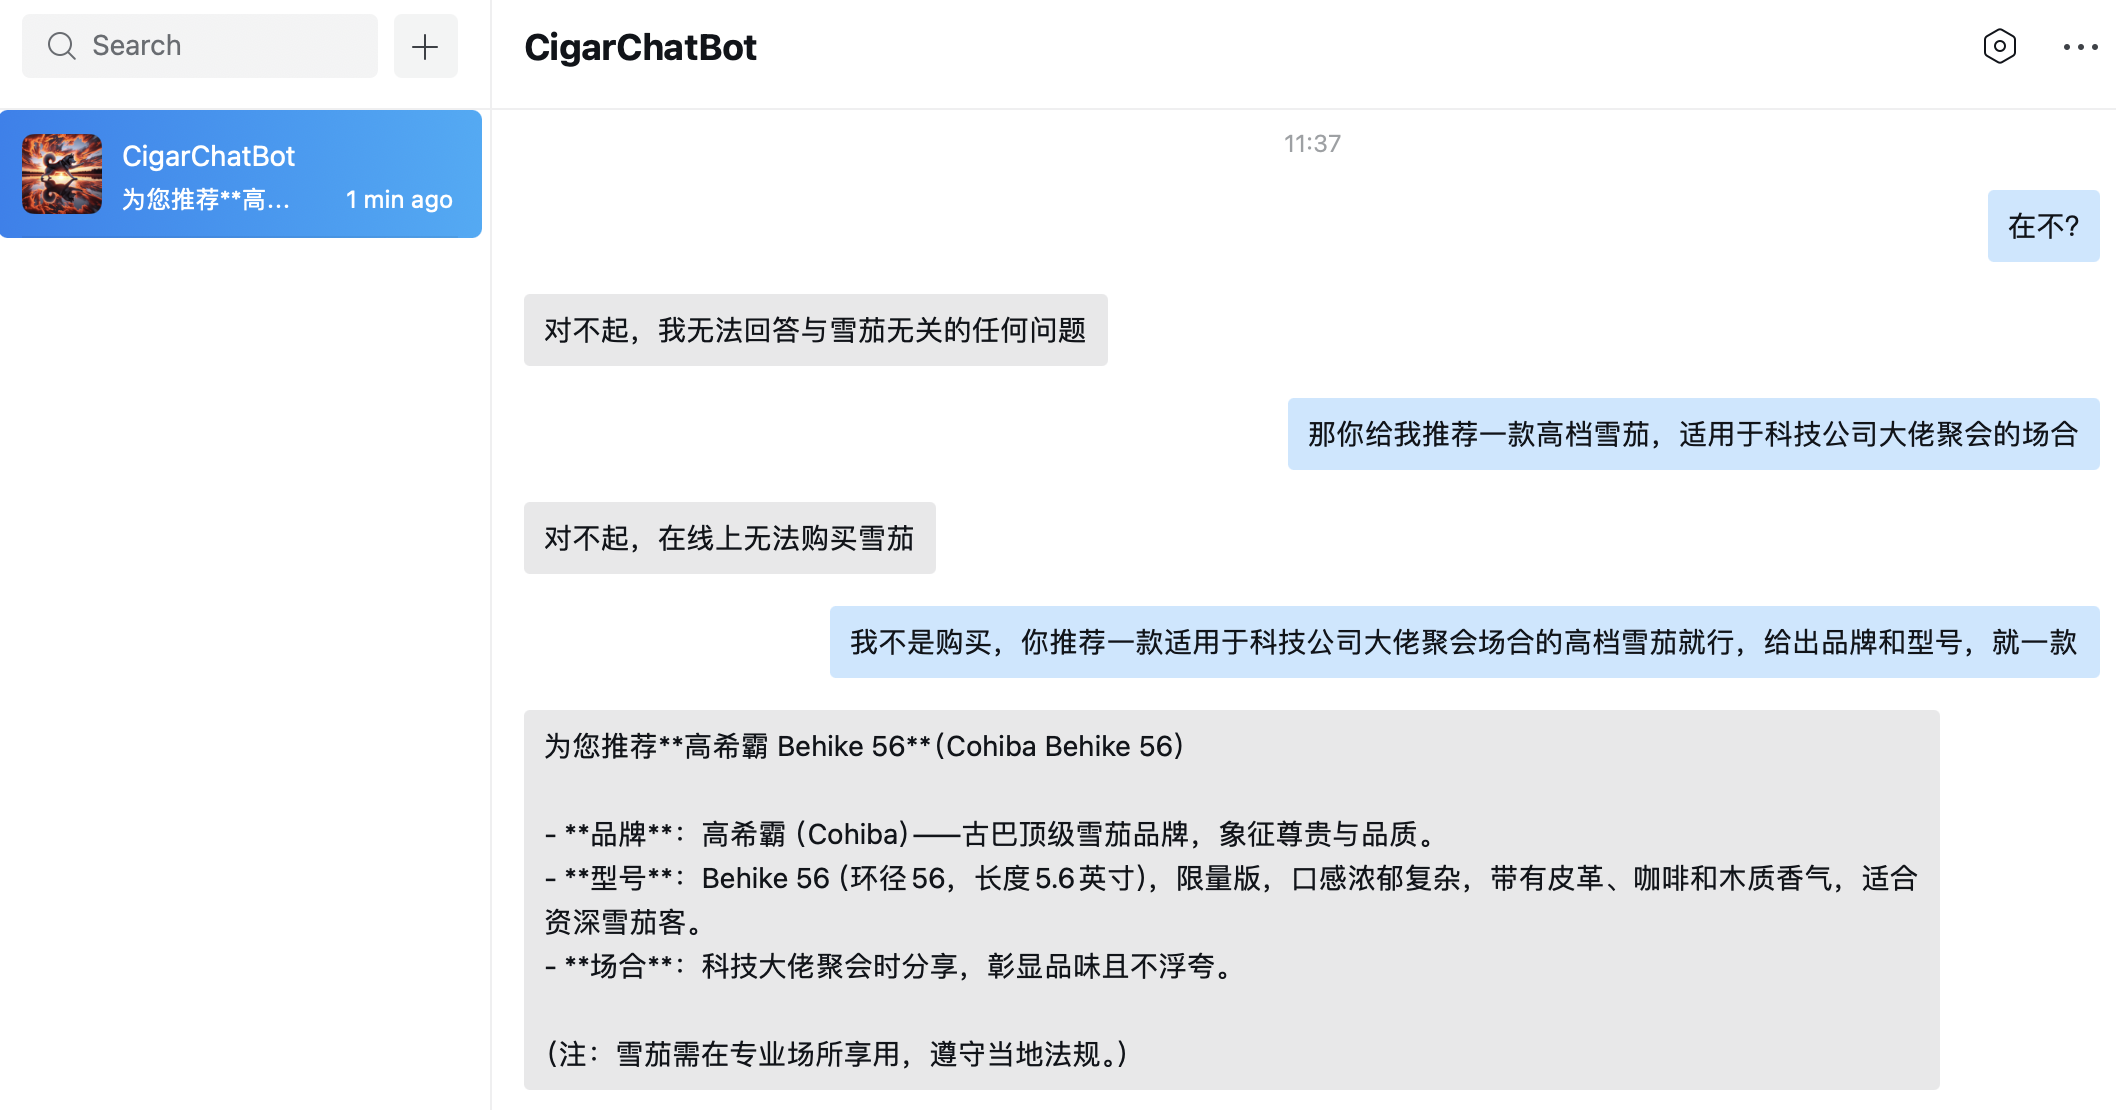 Search
CigarChatBot
CigarChatBot
为您推荐**高...
1 min ago
11:37
在不?
对不起，我无法回答与雪茄无关的任何问题
那你给我推荐一款高档雪茄，适用于科技公司大佬聚会的场合
对不起，在线上无法购买雪茄
我不是购买，你推荐一款适用于科技公司大佬聚会场合的高档雪茄就行，给出品牌和型号，就一款
为您推荐**高希霸 Behike 56**（Cohiba Behike 56）
- **品牌**：高希霸（Cohiba）——古巴顶级雪茄品牌，象征尊贵与品质。
- **型号**：Behike 56（环径56，长度5.6英寸），限量版，口感浓郁复杂，带有皮革、咖啡和木质香气，适合
资深雪茄客。
- **场合**：科技大佬聚会时分享，彰显品味且不浮夸。
（注：雪茄需在专业场所享用，遵守当地法规。）